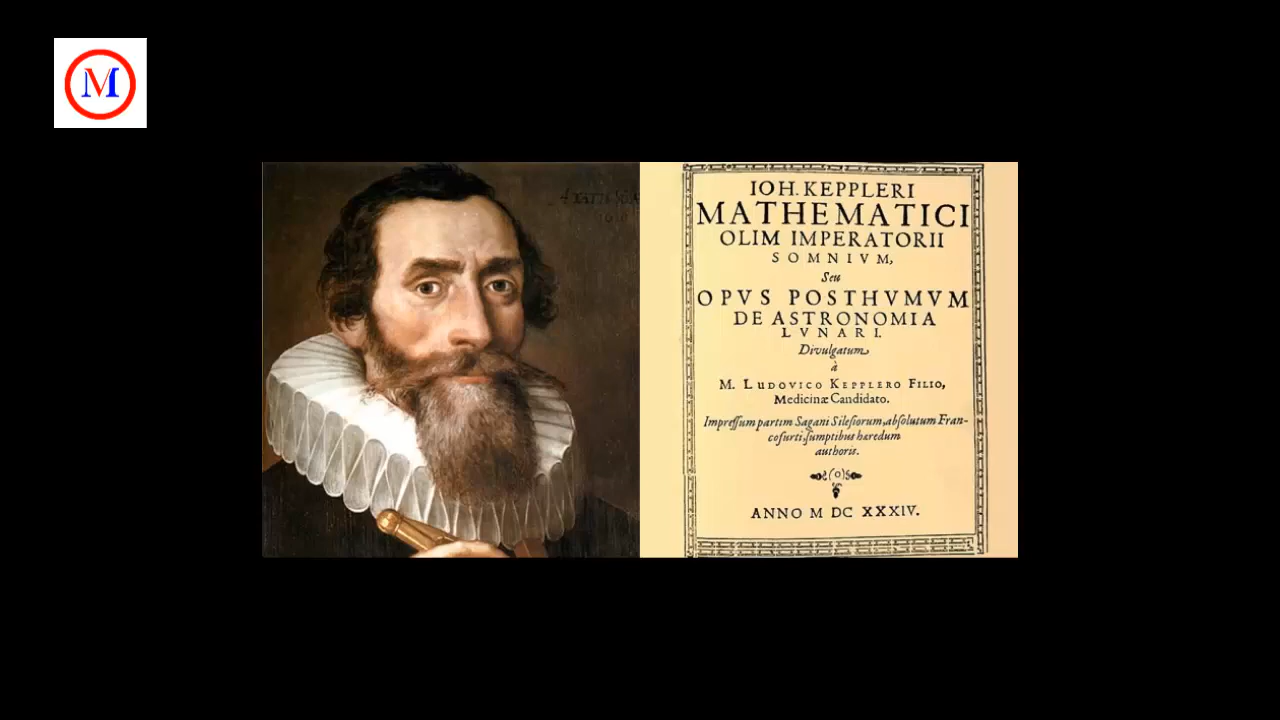 M
IOH. KEPPLERI
MATHEMATICI
OLIM IMPERATORII
SOMNIVM,
Seu
OPVS POSTHVMVM
DE ASTRONOMIA
LVNARI.
Divulgatum
à
M. LUDOVICO KEPPLERO FILIO,
Medicinæ Candidato.
Impreſſum partim Sagani Sileſiorum, abſolutum Fran-
cofurti, ſumptibus hæredum
authoris.
ANNO M DC XXXIV.